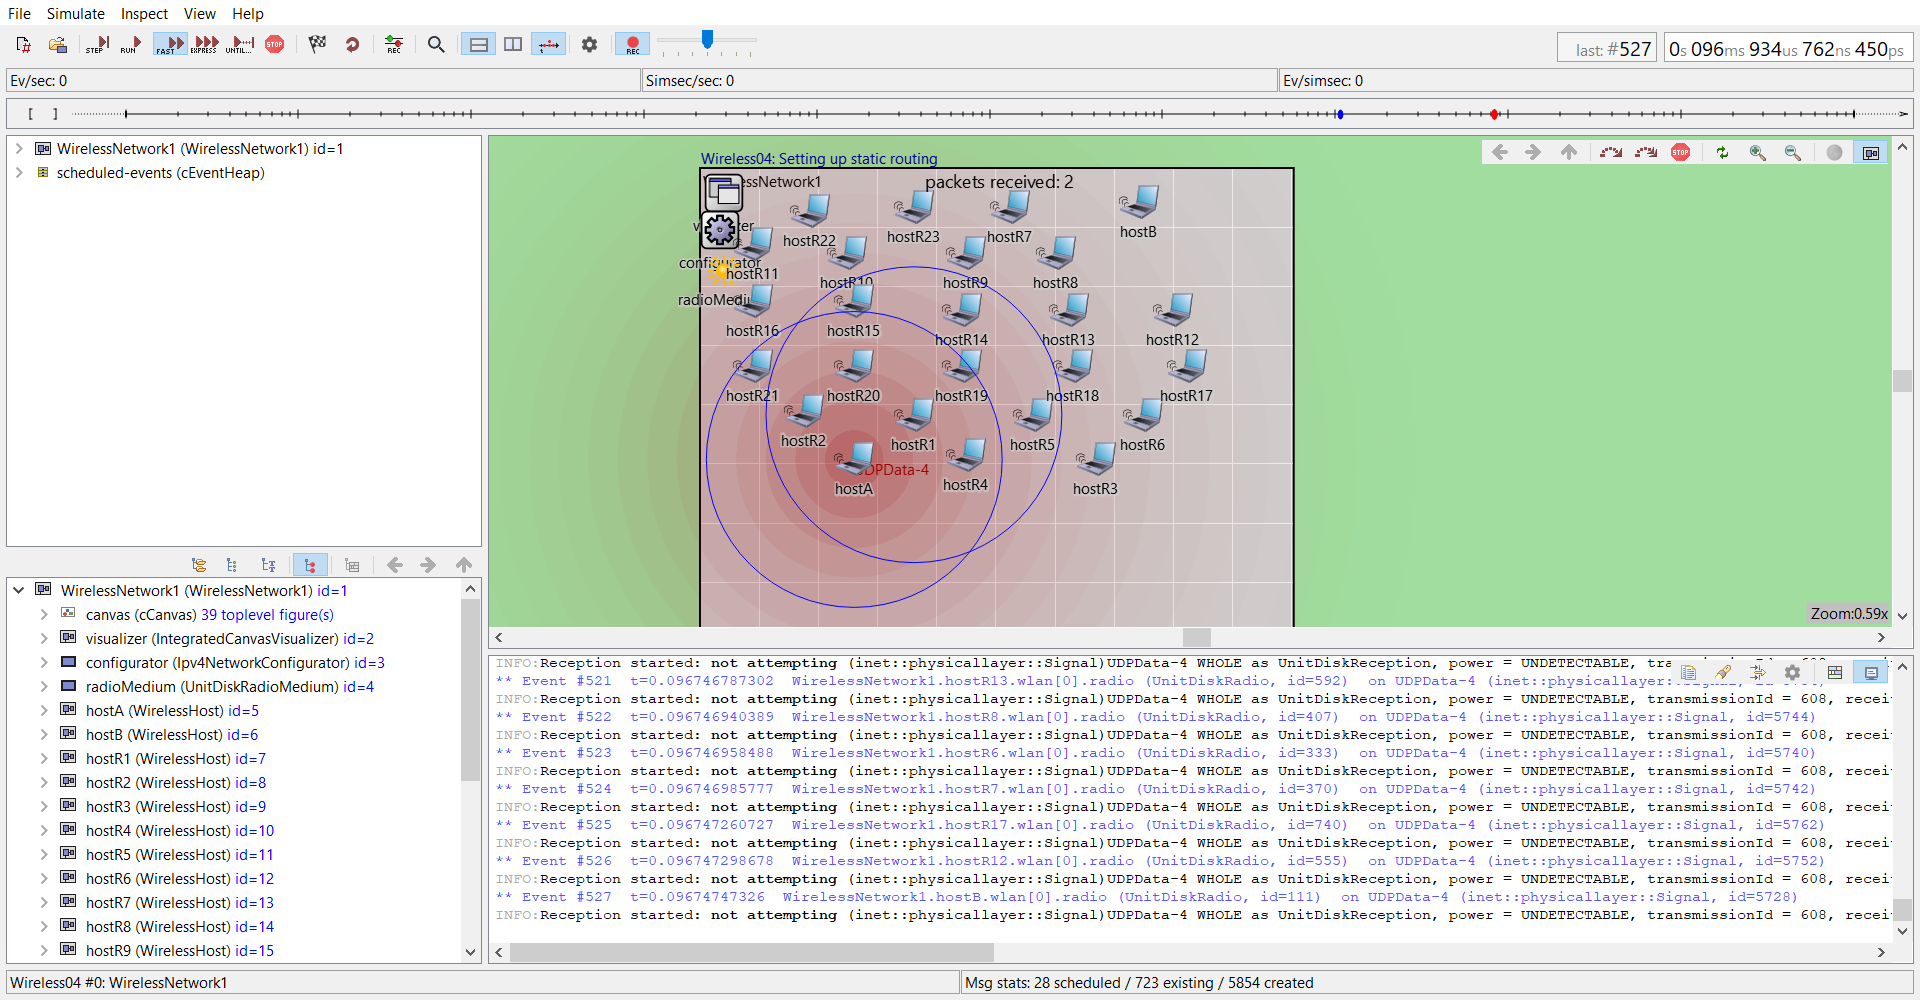 File Simulate Inspect View Help
STEP RUN FAST EXPRESS UNTIL... STOP REC REC
last: #527 0s 096ms 934us 762ns 450ps
Ev/sec: 0 Simsec/sec: 0 Ev/simsec: 0
[ ]
WirelessNetwork1 (WirelessNetwork1) id=1
scheduled-events (cEventHeap)
WirelessNetwork1 (WirelessNetwork1) id=1
canvas (cCanvas) 39 toplevel figure(s)
visualizer (IntegratedCanvasVisualizer) id=2
configurator (Ipv4NetworkConfigurator) id=3
radioMedium (UnitDiskRadioMedium) id=4
hostA (WirelessHost) id=5
hostB (WirelessHost) id=6
hostR1 (WirelessHost) id=7
hostR2 (WirelessHost) id=8
hostR3 (WirelessHost) id=9
hostR4 (WirelessHost) id=10
hostR5 (WirelessHost) id=11
hostR6 (WirelessHost) id=12
hostR7 (WirelessHost) id=13
hostR8 (WirelessHost) id=14
hostR9 (WirelessHost) id=15
Wireless04: Setting up static routing
STOP
essNetwork1 packets received: 2
hostR22 hostR23 hostR7 hostB
configurator hostR11 hostR10 hostR9 hostR8
radioMediu
hostR16 hostR15 hostR14 hostR13 hostR12
hostR21 hostR20 hostR19 hostR18 hostR17
hostR2 hostR1 hostR5 hostR6
DPData-4
hostA hostR4 hostR3
Zoom:0.59x
INFO:Reception started: not attempting (inet::physicallayer::Signal)UDPData-4 WHOLE as UnitDiskReception, power = UNDETECTABLE, transmissionId = 608, recei
** Event #521 t=0.096746787302 WirelessNetwork1.hostR13.wlan[0].radio (UnitDiskRadio, id=592) on UDPData-4 (inet::physicallayer::Signal,
INFO:Reception started: not attempting (inet::physicallayer::Signal)UDPData-4 WHOLE as UnitDiskReception, power = UNDETECTABLE, transmissionId = 608, recei
** Event #522 t=0.096746940389 WirelessNetwork1.hostR8.wlan[0].radio (UnitDiskRadio, id=407) on UDPData-4 (inet::physicallayer::Signal, id=5744)
INFO:Reception started: not attempting (inet::physicallayer::Signal)UDPData-4 WHOLE as UnitDiskReception, power = UNDETECTABLE, transmissionId = 608, recei
** Event #523 t=0.096746958488 WirelessNetwork1.hostR6.wlan[0].radio (UnitDiskRadio, id=333) on UDPData-4 (inet::physicallayer::Signal, id=5740)
INFO:Reception started: not attempting (inet::physicallayer::Signal)UDPData-4 WHOLE as UnitDiskReception, power = UNDETECTABLE, transmissionId = 608, recei
** Event #524 t=0.096746985777 WirelessNetwork1.hostR7.wlan[0].radio (UnitDiskRadio, id=370) on UDPData-4 (inet::physicallayer::Signal, id=5742)
INFO:Reception started: not attempting (inet::physicallayer::Signal)UDPData-4 WHOLE as UnitDiskReception, power = UNDETECTABLE, transmissionId = 608, recei
** Event #525 t=0.096747260727 WirelessNetwork1.hostR17.wlan[0].radio (UnitDiskRadio, id=740) on UDPData-4 (inet::physicallayer::Signal, id=5762)
INFO:Reception started: not attempting (inet::physicallayer::Signal)UDPData-4 WHOLE as UnitDiskReception, power = UNDETECTABLE, transmissionId = 608, recei
** Event #526 t=0.096747298678 WirelessNetwork1.hostR12.wlan[0].radio (UnitDiskRadio, id=555) on UDPData-4 (inet::physicallayer::Signal, id=5752)
INFO:Reception started: not attempting (inet::physicallayer::Signal)UDPData-4 WHOLE as UnitDiskReception, power = UNDETECTABLE, transmissionId = 608, recei
** Event #527 t=0.09674747326 WirelessNetwork1.hostB.wlan[0].radio (UnitDiskRadio, id=111) on UDPData-4 (inet::physicallayer::Signal, id=5728)
INFO:Reception started: not attempting (inet::physicallayer::Signal)UDPData-4 WHOLE as UnitDiskReception, power = UNDETECTABLE, transmissionId = 608, recei
Wireless04 #0: WirelessNetwork1 Msg stats: 28 scheduled / 723 existing / 5854 created